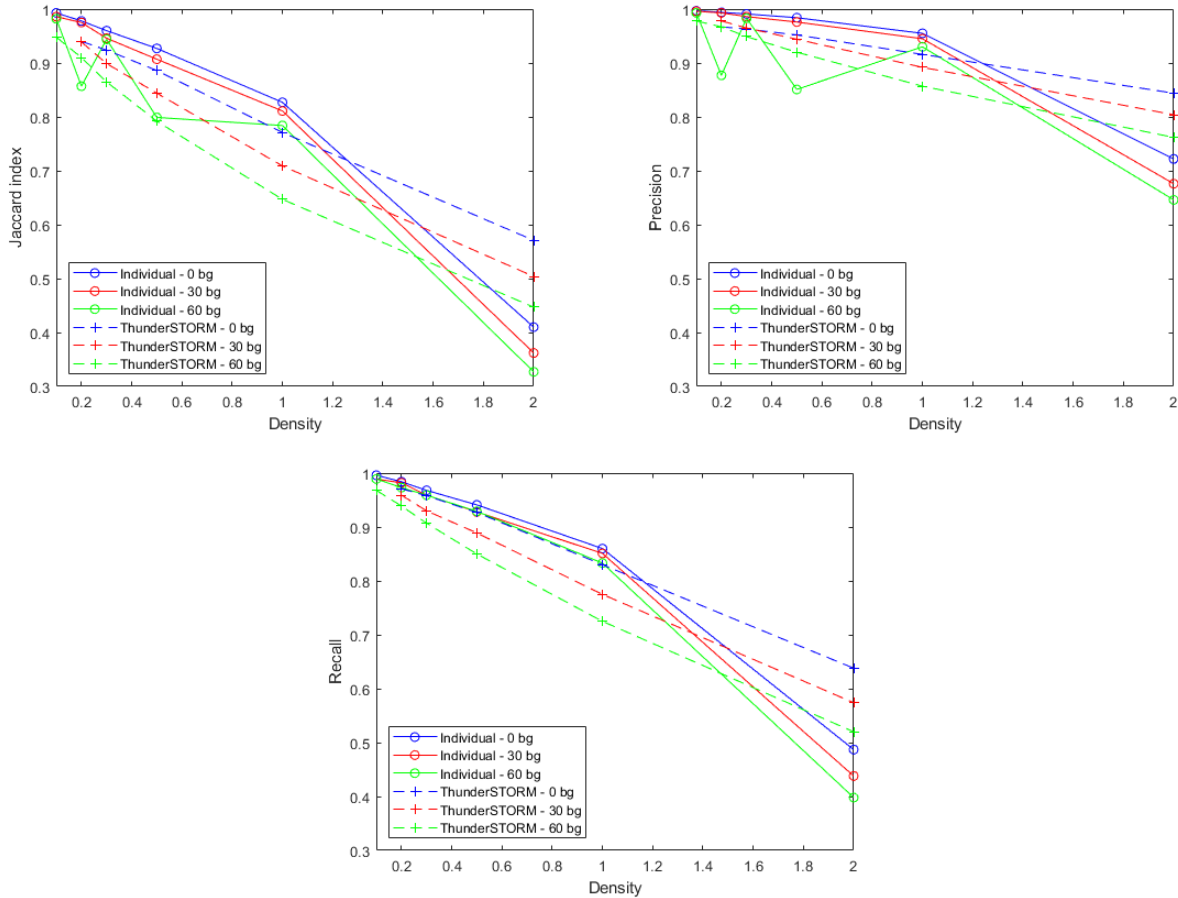 1
0.9
0.8
0.7
0.6
0.5
0.4
0.3
Jaccard index
Individual - 0 bg
Individual - 30 bg
Individual - 60 bg
ThunderSTORM - 0 bg
ThunderSTORM - 30 bg
ThunderSTORM - 60 bg
0.2 0.4 0.6 0.8 1 1.2 1.4 1.6 1.8 2
Density
1
0.9
0.8
0.7
0.6
0.5
0.4
0.3
Precision
Individual - 0 bg
Individual - 30 bg
Individual - 60 bg
ThunderSTORM - 0 bg
ThunderSTORM - 30 bg
ThunderSTORM - 60 bg
0.2 0.4 0.6 0.8 1 1.2 1.4 1.6 1.8 2
Density
1
0.9
0.8
0.7
0.6
0.5
0.4
0.3
Recall
Individual - 0 bg
Individual - 30 bg
Individual - 60 bg
ThunderSTORM - 0 bg
ThunderSTORM - 30 bg
ThunderSTORM - 60 bg
0.2 0.4 0.6 0.8 1 1.2 1.4 1.6 1.8 2
Density